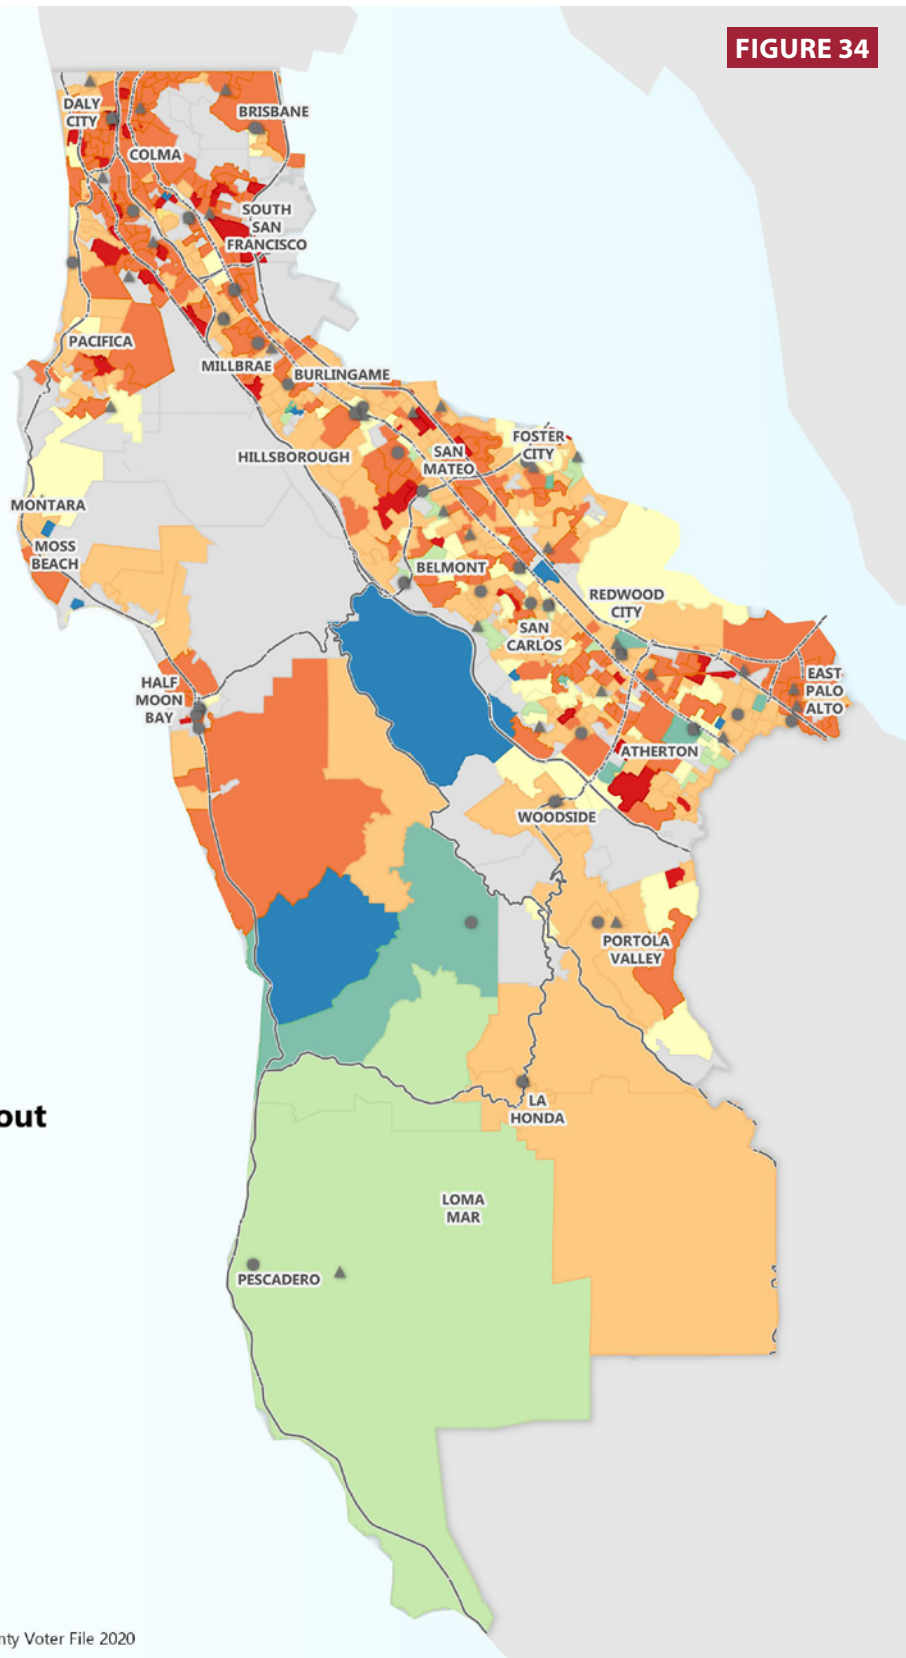 FIGURE 34
DALY
CITY
BRISBANE
COLMA
SOUTH
SAN
FRANCISCO
PACIFICA
MILLBRAE
BURLINGAME
HILLSBOROUGH
SAN
MATEO
FOSTER
CITY
MONTARA
MOSS
BEACH
BELMONT
REDWOOD
CITY
SAN
CARLOS
HALF
MOON
BAY
EAST
PALO
ALTO
ATHERTON
WOODSIDE
PORTOLA
VALLEY
LA
HONDA
out
LOMA
MAR
PESCADERO
nty Voter File 2020